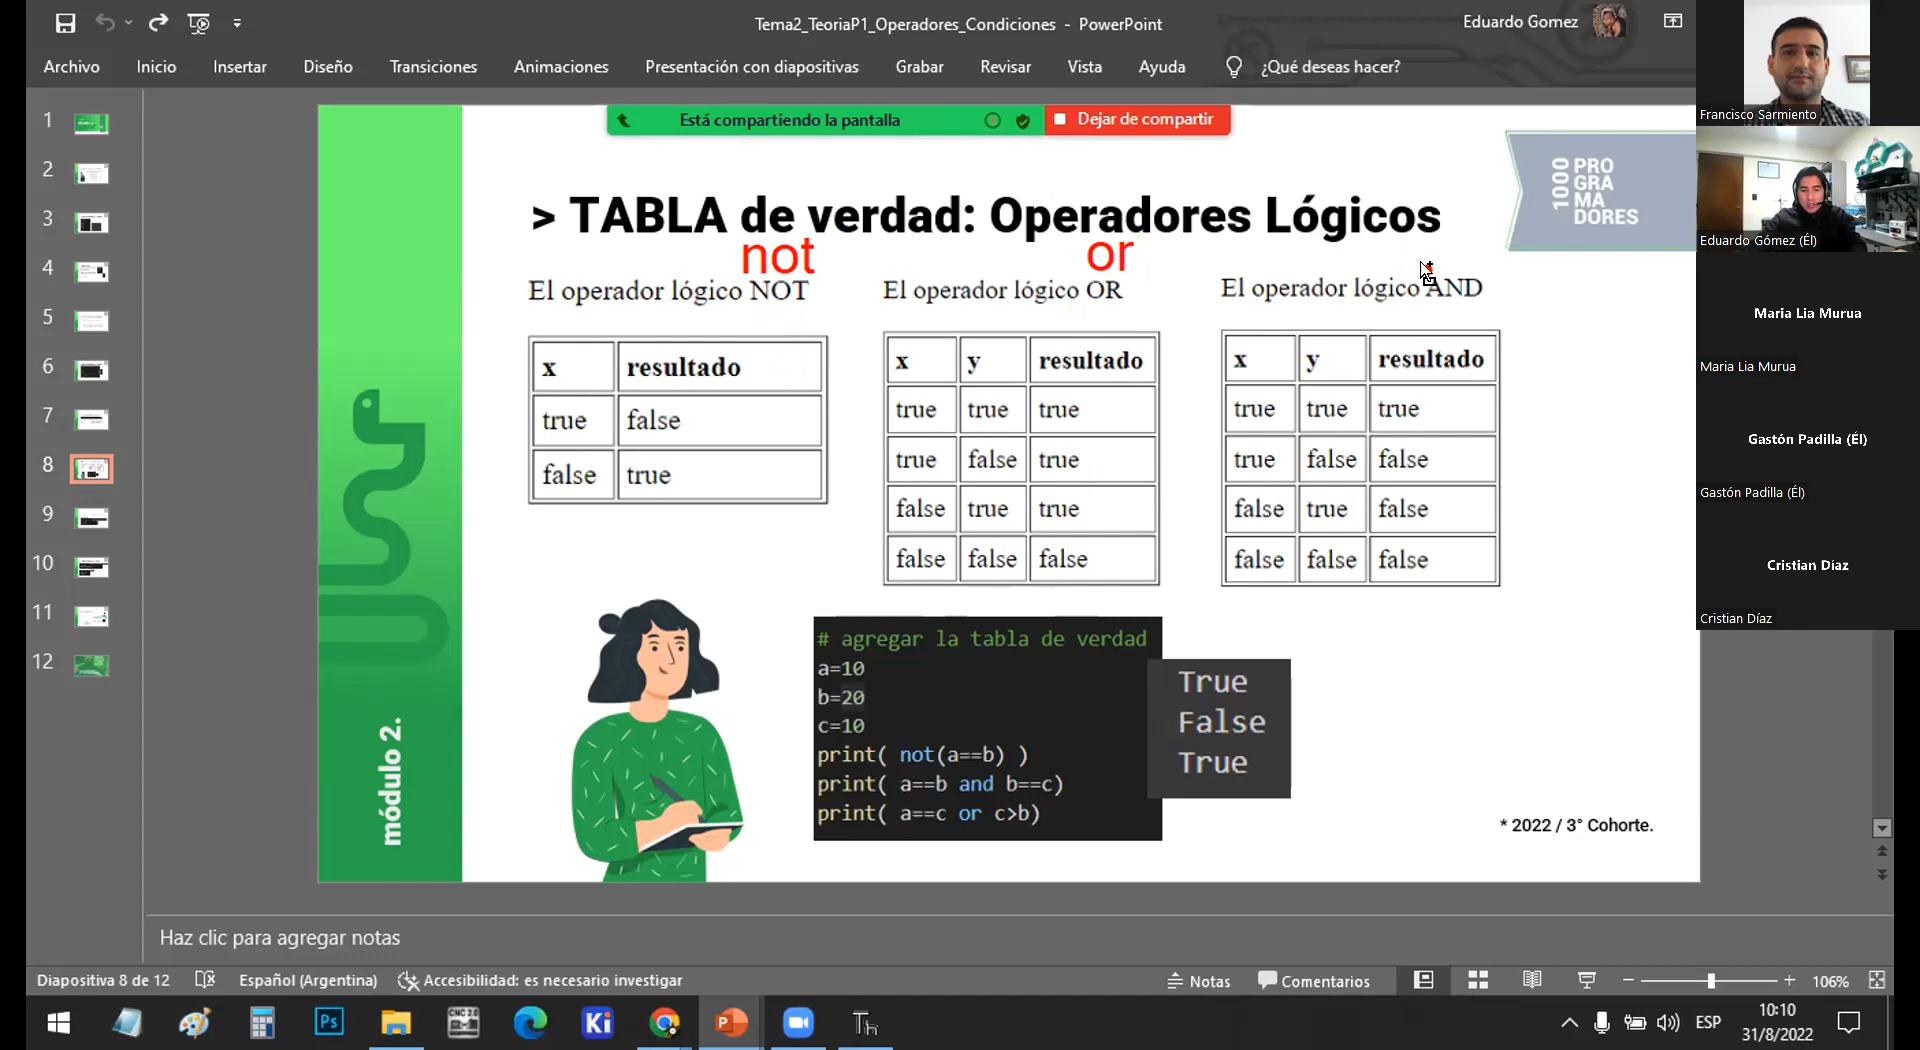 Tema2_TeoriaP1_Operadores_Condiciones - PowerPoint
Eduardo Gomez
Archivo Inicio Insertar Diseño Transiciones Animaciones Presentación con diapositivas Grabar Revisar Vista Ayuda ¿Qué deseas hacer?
Está compartiendo la pantalla
Dejar de compartir
1
2
3
4
5
6
7
8
9
10
11
12
módulo 2.
> TABLA de verdad: Operadores Lógicos
1000
PRO
GRA
MA
DORES
not
or
El operador lógico NOT
x resultado
true false
false true
El operador lógico OR
x y resultado
true true true
true false true
false true true
false false false
El operador lógico AND
x y resultado
true true true
true false false
false true false
false false false
# agregar la tabla de verdad
a=10
b=20
c=10
print( not(a==b) )
print( a==b and b==c)
print( a==c or c>b)
True
False
True
* 2022 / 3° Cohorte.
Francisco Sarmiento
Eduardo Gómez (Él)
Maria Lia Murua
Maria Lia Murua
Gastón Padilla (Él)
Gastón Padilla (Él)
Cristian Díaz
Cristian Díaz
Haz clic para agregar notas
Diapositiva 8 de 12
Español (Argentina)
Accesibilidad: es necesario investigar
Notas
Comentarios
106%
Ps
CNC 2.0
Ki
P
Th
ESP
10:10
31/8/2022